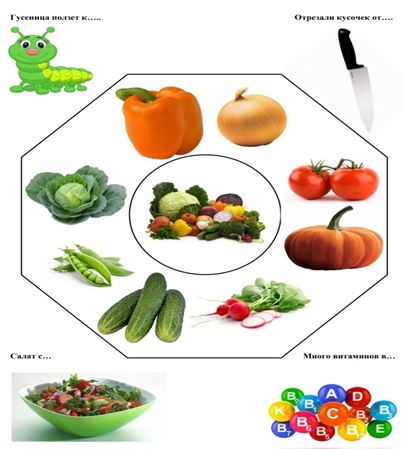 Гусеница ползет к…..
Отрезали кусочек от….
Салат с…
Много витаминов в…
A
D
K
B
B
B
C
B
B
B
B
E